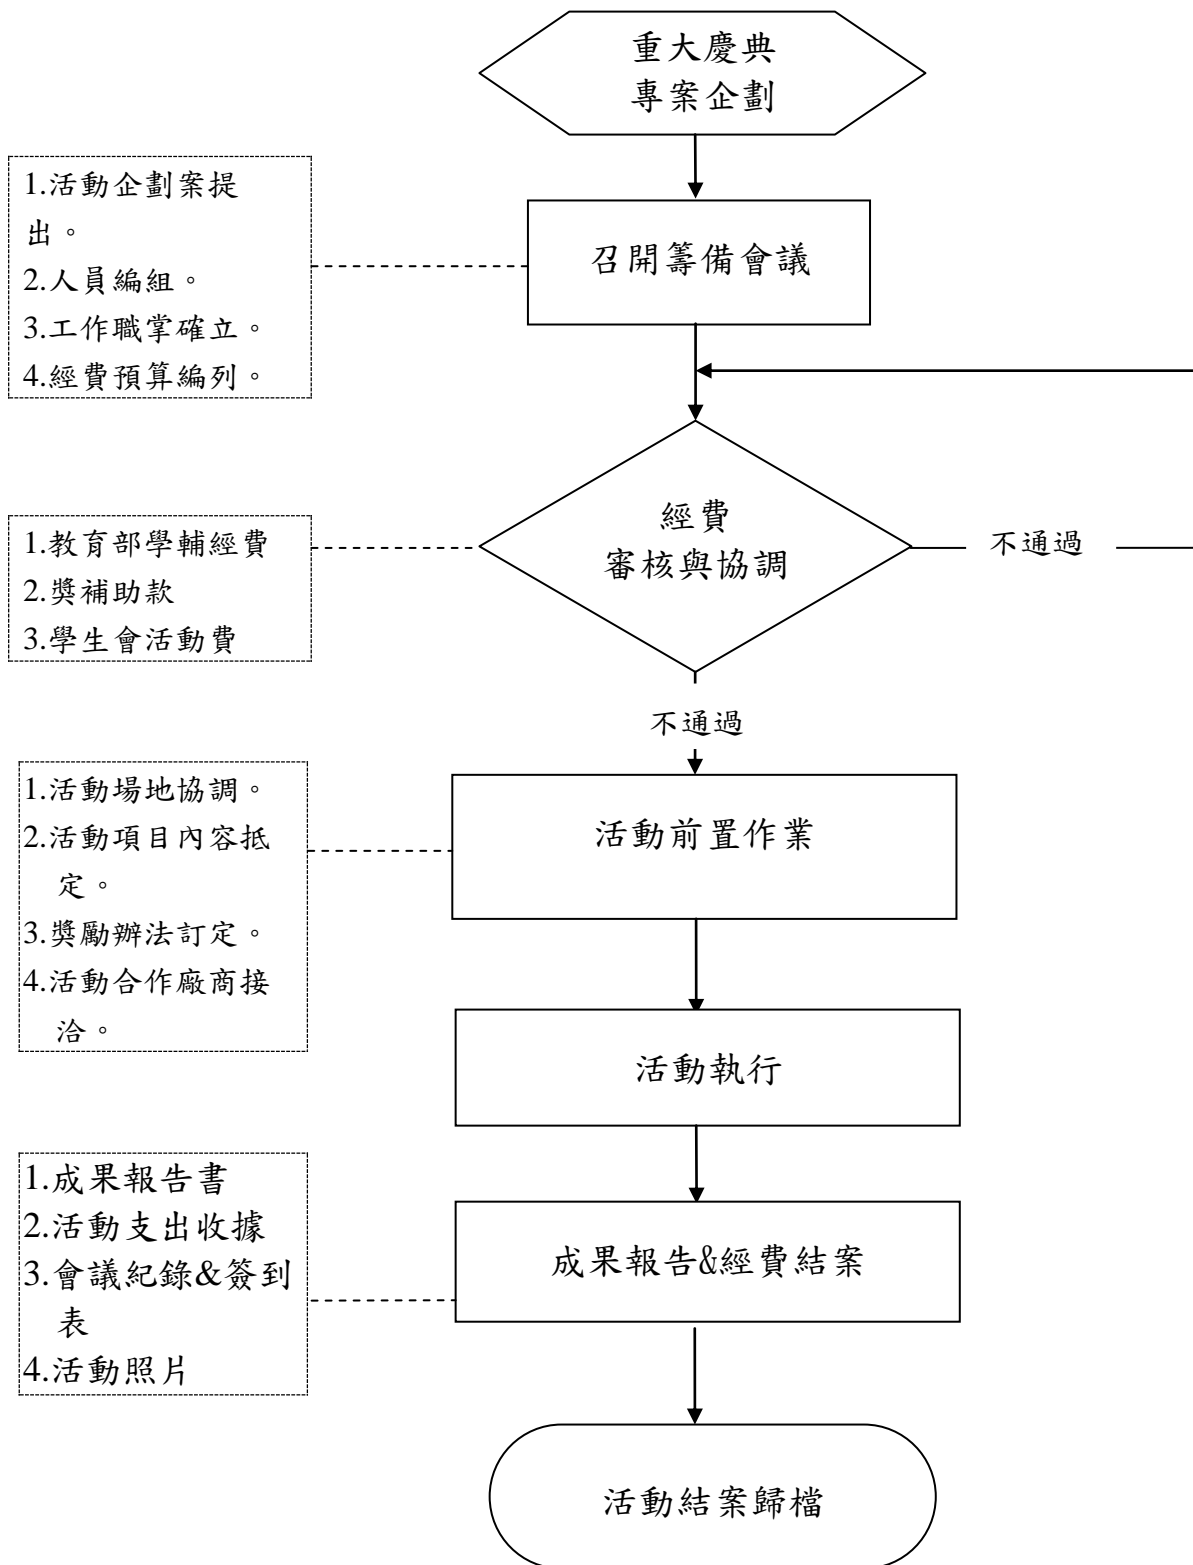 重大慶典
專案企劃
1.活動企劃案提
出。
2.人員編組。
3.工作職掌確立。
4.經費預算編列。
召開籌備會議
1.教育部學輔經費
2.獎補助款
3.學生會活動費
經費
審核與協調
不通過
不通過
1.活動場地協調。
2.活動項目內容抵
定。
3.獎勵辦法訂定。
4.活動合作廠商接
洽。
活動前置作業
活動執行
1.成果報告書
2.活動支出收據
3.會議紀錄&簽到
表
4.活動照片
成果報告&經費結案
活動結案歸檔